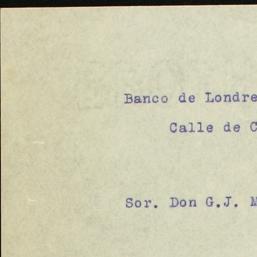 Banco de Londre
Calle de C
Sor. Don G.J. M